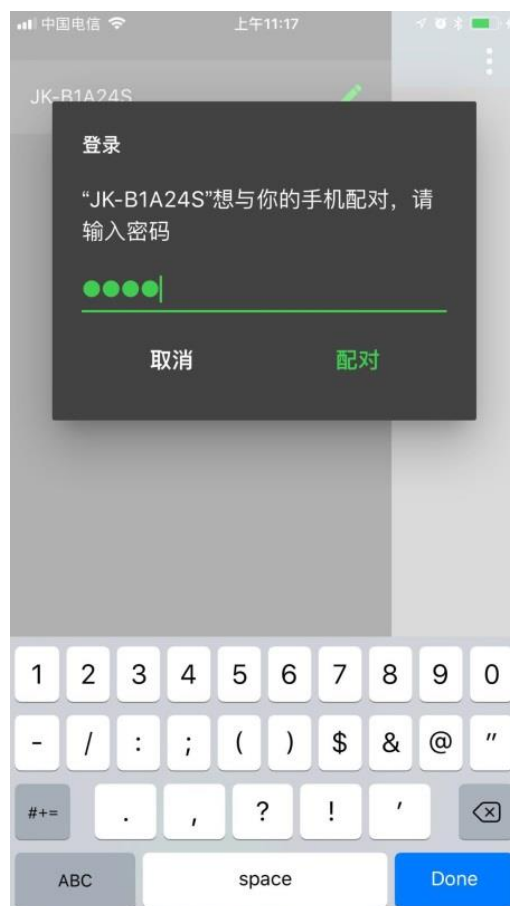 中国电信 上午11:17
JK-B1A24S
登录
“JK-B1A24S”想与你的手机配对，请
输入密码
取消 配对
1 2 3 4 5 6 7 8 9 0
- / : ; ( ) $ & @ "
#+= . , ? ! ′
ABC space Done